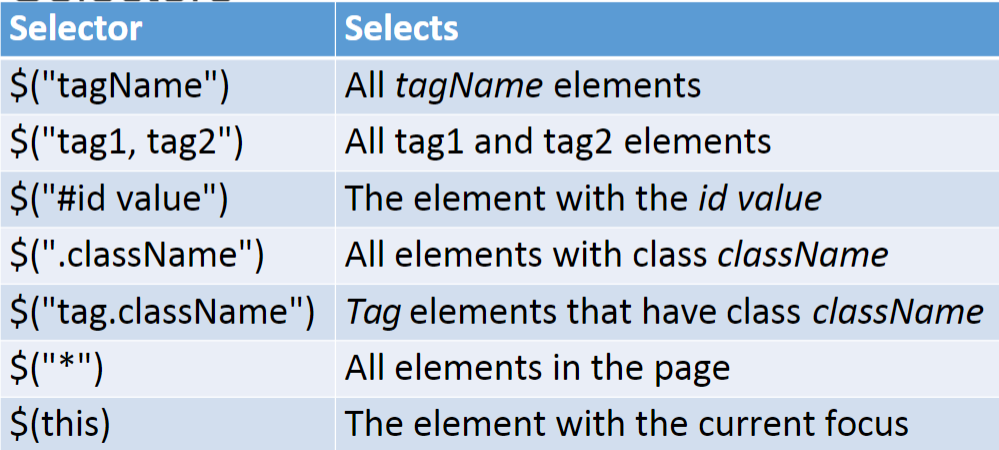 Selector Selects
$("tagName") All tagName elements
$("tag1, tag2") All tag1 and tag2 elements
$("#id value") The element with the id value
$(".className") All elements with class className
$("tag.className") Tag elements that have class className
$("*") All elements in the page
$(this) The element with the current focus